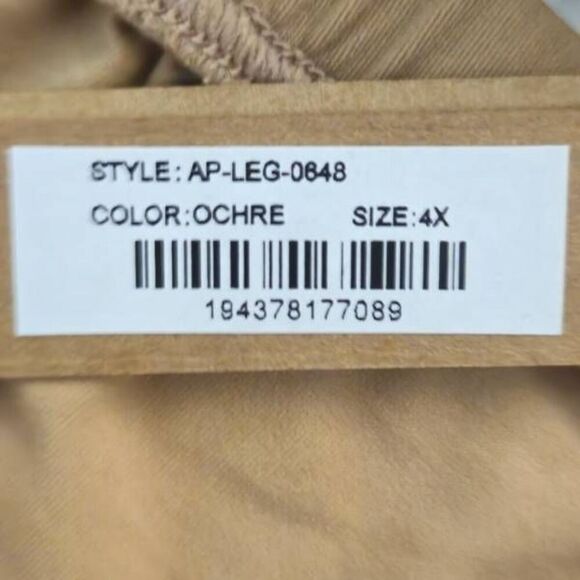 STYLE: AP-LEG-0648
COLOR:OCHRE SIZE:4X
194378177089